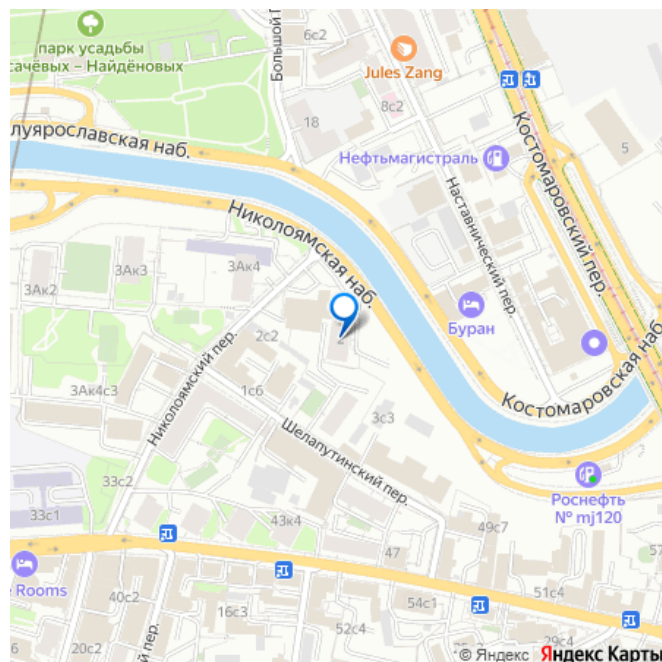 парк усадьбы
сачёвых – Найдёновых
Большой П
6с2
Jules Zang
8с2
18
луярославская наб.
Нефтьмагистраль
Костомаровский пер.
5
Наставнический пер.
Николоямская наб.
3Ак2
3Ак3
3Ак4
Буран
2с2
2
Николоямский пер.
3Ак4с3
1с6
3с3
Костомаровская наб.
Шелапутинский пер.
Роснефть
№ mj120
33с2
33с1
43к4
49с7
47
57
e Rooms
40с2
16с3
54с1
51с4
6
20с2
пер.
52с4
29с4
© Яндекс Яндекс Карты